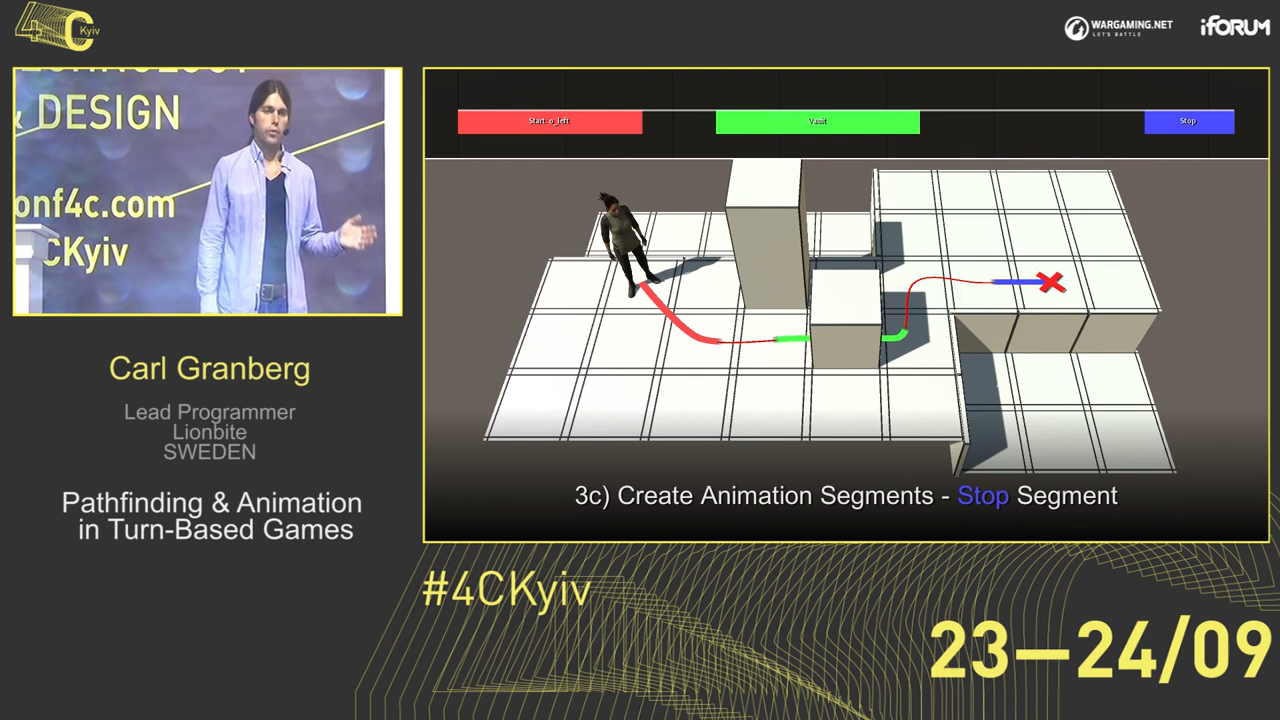 4C Kyiv
WARGAMING.NET
LET'S BATTLE
iFORUM
& DESIGN
onf4c.com
CKyiv
Start: o_left
Vault
Stop
3c) Create Animation Segments - Stop Segment
Carl Granberg
Lead Programmer
Lionbite
SWEDEN
Pathfinding & Animation
in Turn-Based Games
#4CKyiv
23—24/09